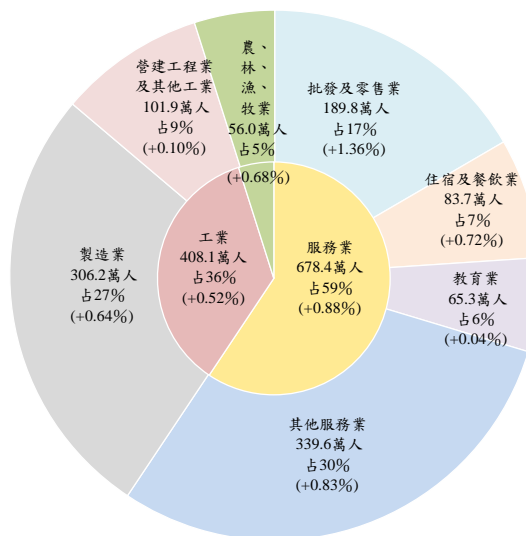 營建工程業
及其他工業
101.9萬人
占9%
(+0.10%)
農、
林、
漁、
牧業
56.0萬人
占5%
(+0.68%)
批發及零售業
189.8萬人
占17%
(+1.36%)
住宿及餐飲業
83.7萬人
占7%
(+0.72%)
製造業
306.2萬人
占27%
(+0.64%)
工業
408.1萬人
占36%
(+0.52%)
服務業
678.4萬人
占59%
(+0.88%)
教育業
65.3萬人
占6%
(+0.04%)
其他服務業
339.6萬人
占30%
(+0.83%)